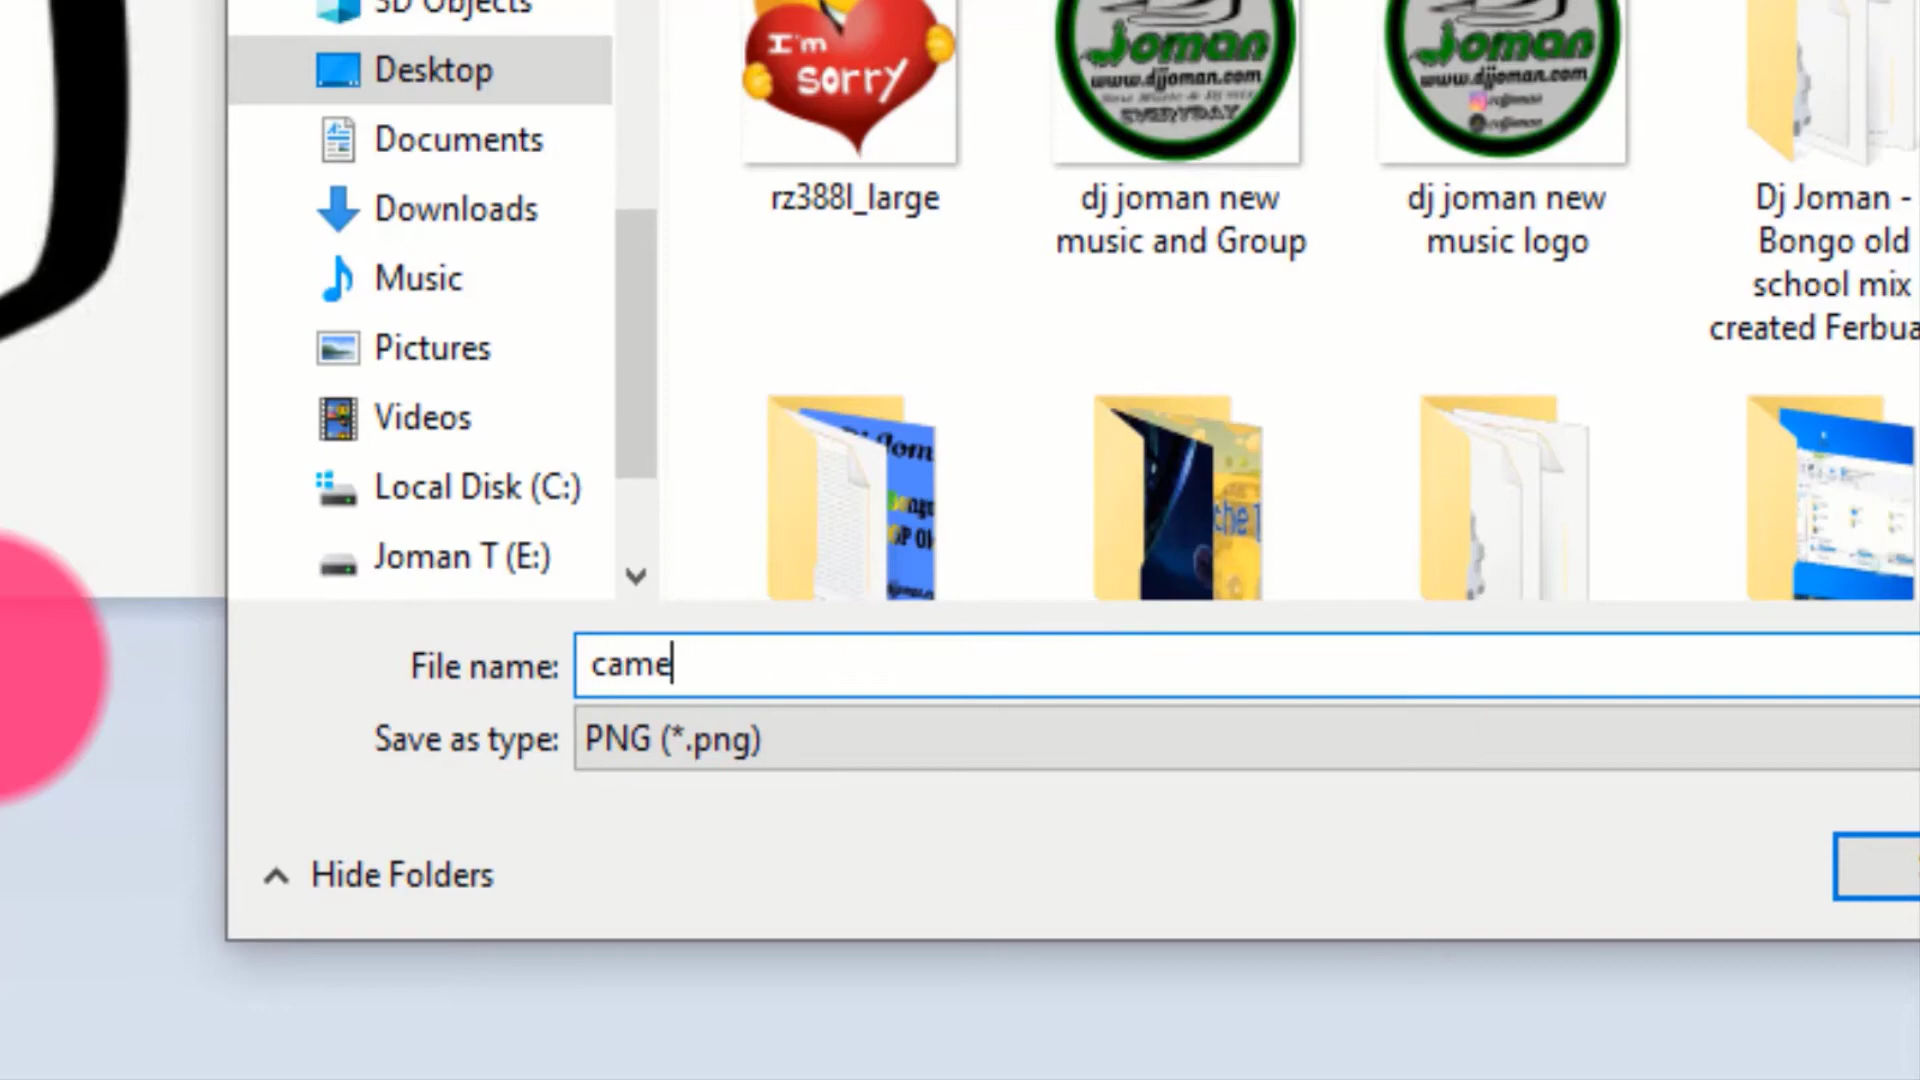 3D Objects
Desktop
Documents
Downloads
Music
Pictures
Videos
Local Disk (C:)
Joman T (E:)
I'm
sorry
rz388l_large
joman
www.djjoman.com
EVERYDAY
dj joman new
music and Group
joman
www.djjoman.com
dj joman new
music logo
Dj Joman -
Bongo old
school mix
created Ferbua
che T
File name:
came
Save as type:
PNG (*.png)
Hide Folders